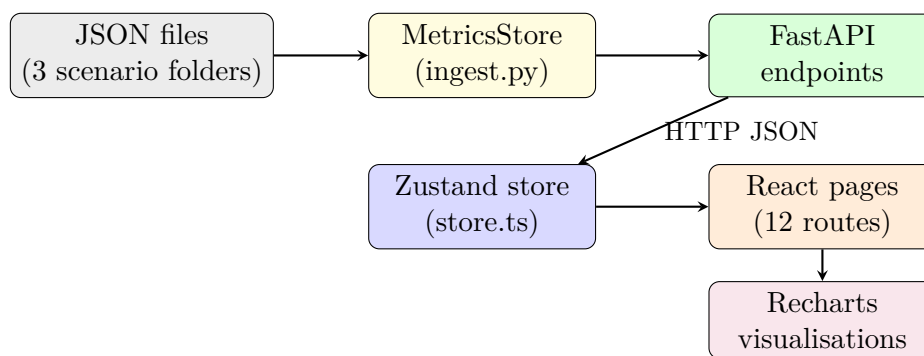 JSON files
(3 scenario folders)
MetricsStore
(ingest.py)
FastAPI
endpoints
HTTP JSON
Zustand store
(store.ts)
React pages
(12 routes)
Recharts
visualisations